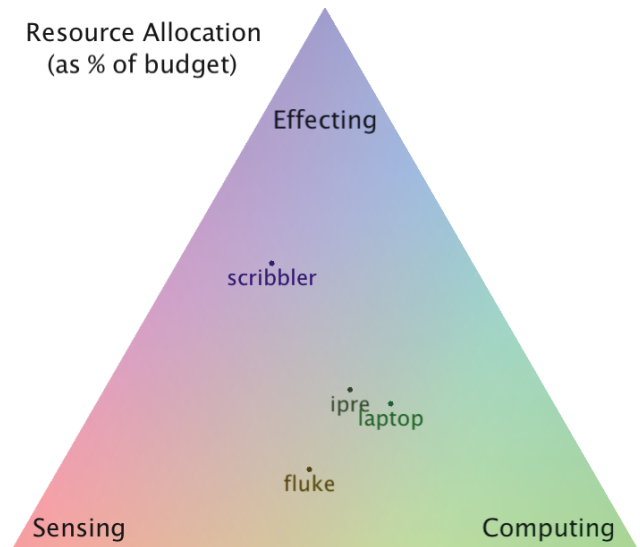 Resource Allocation
(as % of budget)
Effecting
scribbler
ipre
laptop
fluke
Sensing
Computing